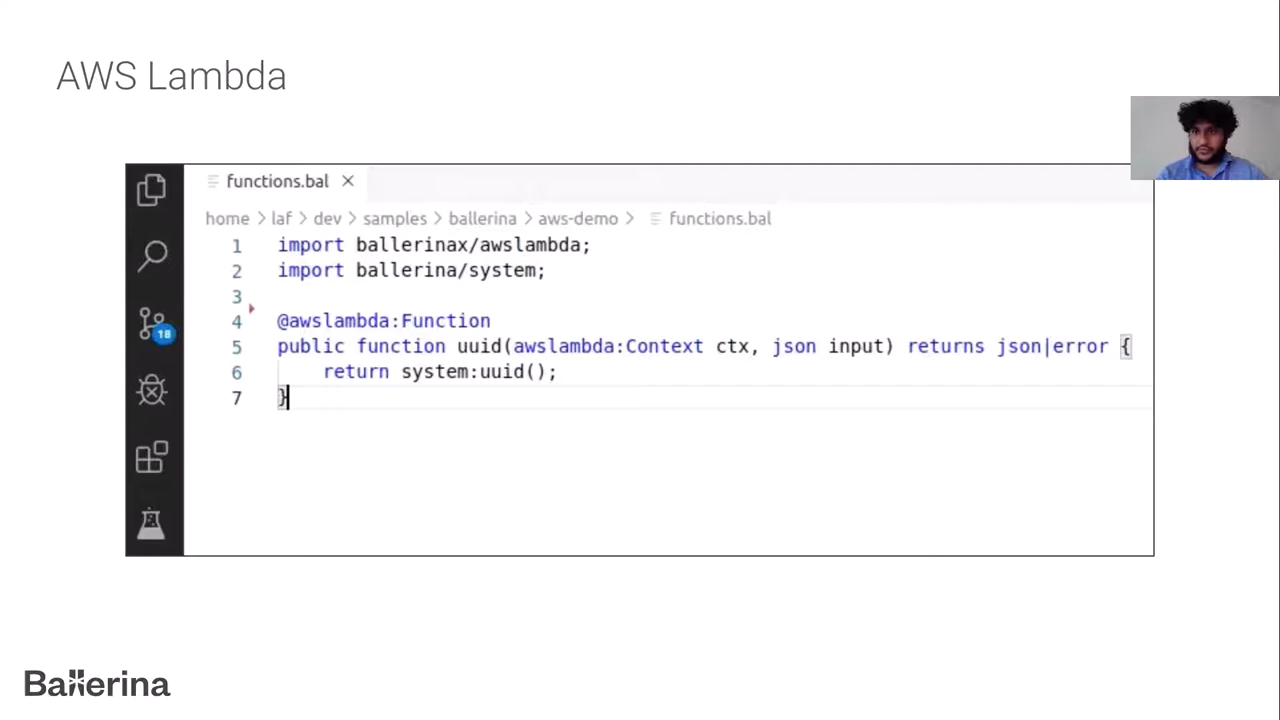 AWS Lambda
functions.bal
home > laf > dev > samples > ballerina > aws-demo > functions.bal
1 import ballerinax/awslambda;
2 import ballerina/system;
3
4 @awslambda:Function
5 public function uuid(awslambda:Context ctx, json input) returns json|error {
6 return system:uuid();
7 }
18
Ballerina